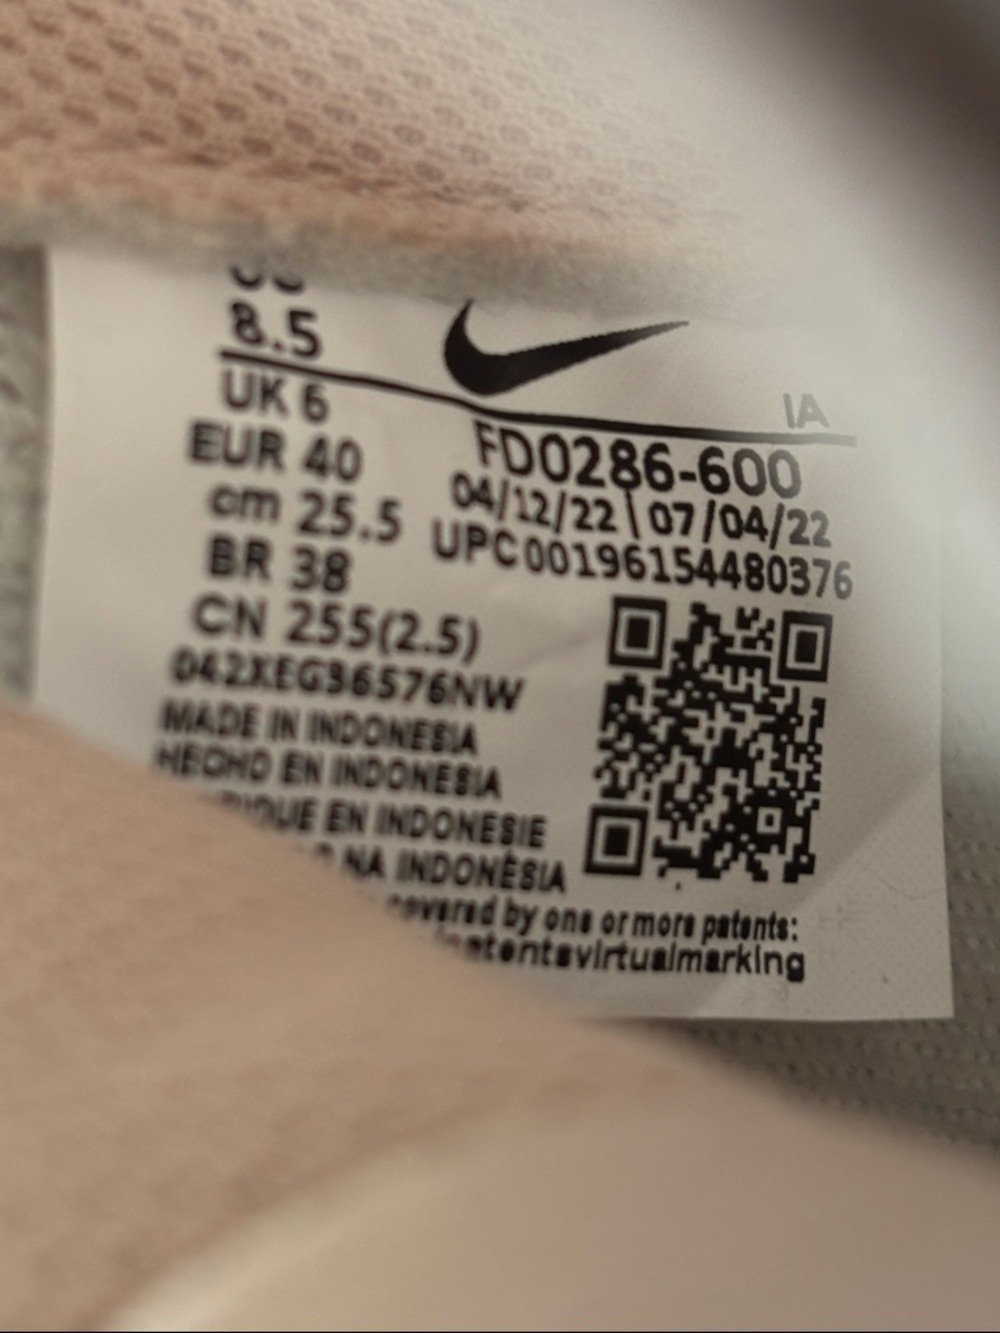 8.5
UK 6
EUR 40
cm 25.5
BR 38
CN 255(2.5)
042XEG36576NW
MADE IN INDONESIA
HECHO EN INDONESIA
EN INDONESIE
NA INDONÉSIA
IA
FD0286-600
04/12/22 | 07/04/22
UPC00196154480376
covered by one or more patents: